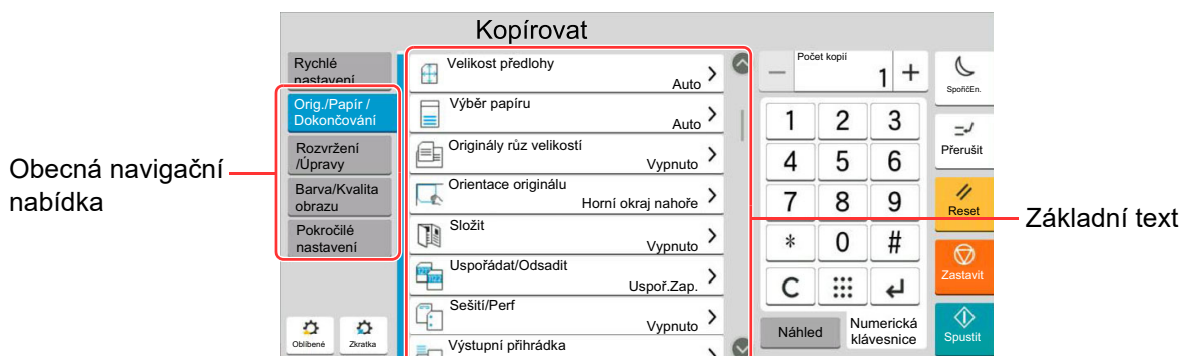 Kopírovat
Obecná navigační
nabídka
Rychlé
nastavení
Orig./Papír /
Dokončování
Rozvržení
/Úpravy
Barva/Kvalita
obrazu
Pokročilé
nastavení
Oblíbené
Zkratka
Velikost předlohy
Auto
Výběr papíru
Auto
Originály růz velikostí
Vypnuto
Orientace originálu
Horní okraj nahoře
Složit
Vypnuto
Uspořádat/Odsadit
Uspoř.Zap.
Sešití/Perf
Vypnuto
Výstupní přihrádka
Počet kopií
− 1 +
1 2 3
4 5 6
7 8 9
* 0 #
C
Náhled
Numerická
klávesnice
SpořičEn.
Přerušit
Reset
Zastavit
Spustit
Základní text